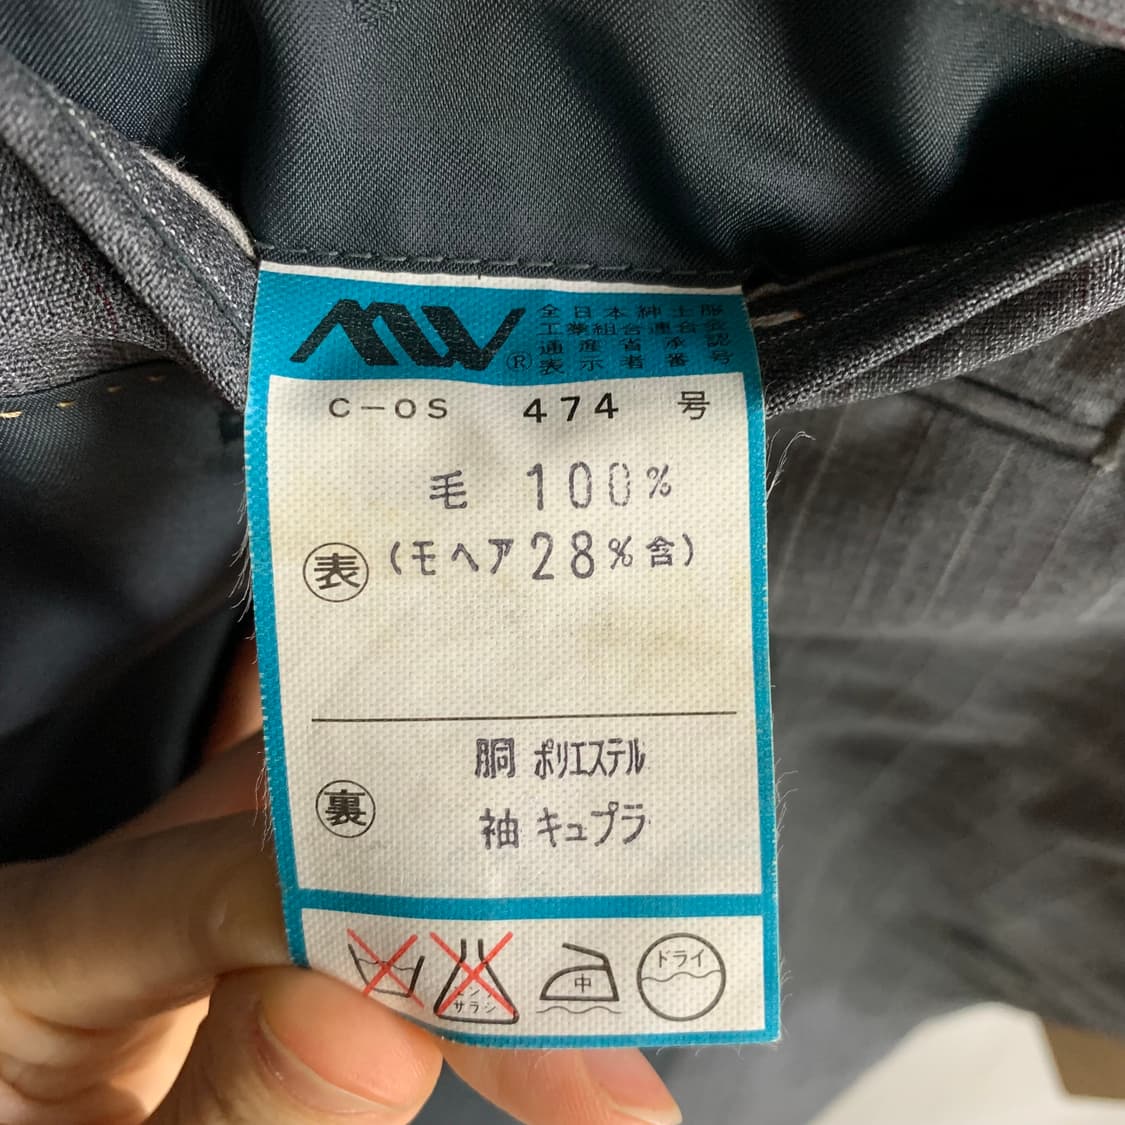 MW
全日本紳士服
工業組合連合会
通産省承認
® 表示者番号
C-OS 474 号
毛 100%
表 (モヘア28%含)
胴 ポリエステル
裏
袖 キュプラ
中
ドライ
サラシ